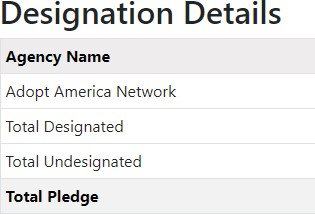 Designation Details
Agency Name
Adopt America Network
Total Designated
Total Undesignated
Total Pledge